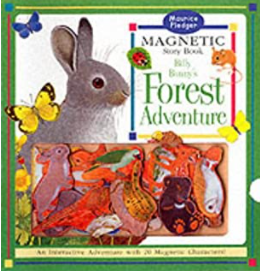 Maurice
Pledger
MAGNETIC
Story Book
Billy
Bunny's
Forest
Adventure
An Interactive Adventure with 20 Magnetic Characters!